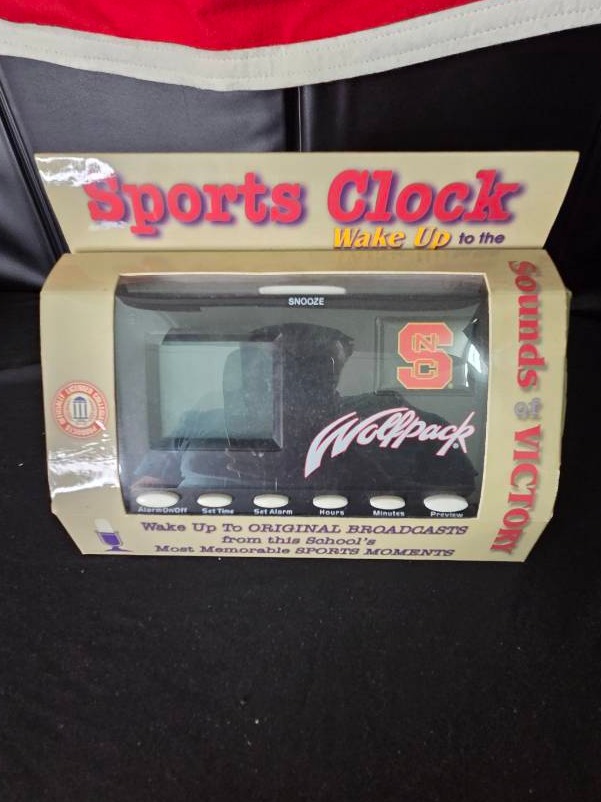 Sports Clock
Wake Up to the
Sounds of VICTORY
SNOOZE
NC
S
Wolfpack
Alarm On/Off Set Time Set Alarm Hours Minutes Preview
Wake Up To ORIGINAL BROADCASTS
from this School's
Most Memorable SPORTS MOMENTS